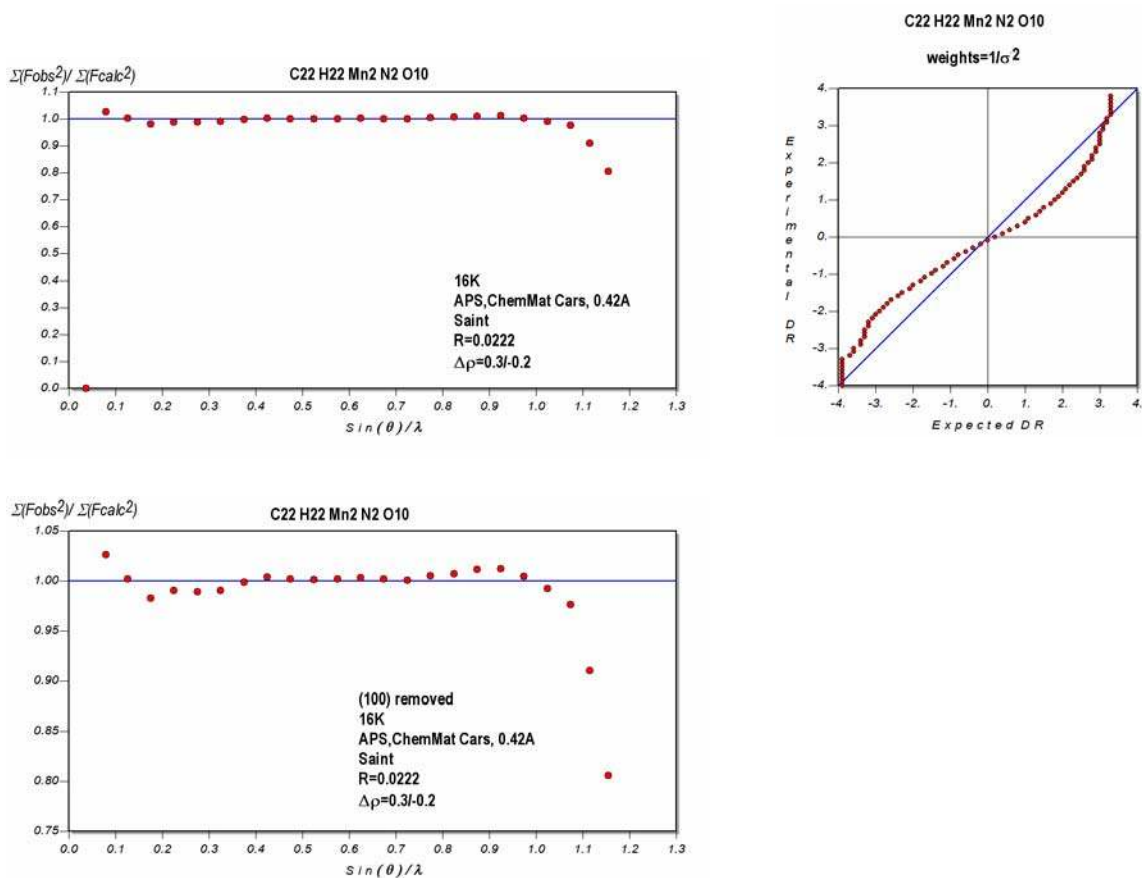 C22 H22 Mn2 N2 O10
weights=1/σ²
Σ(Fobs²)/ Σ(Fcalc²)
C22 H22 Mn2 N2 O10
1.1
1.0
0.9
0.8
0.7
0.6
0.5
0.4
0.3
0.2
0.1
0.0
16K
APS,ChemMat Cars, 0.42A
Saint
R=0.0222
Δρ=0.3/-0.2
0.0 0.1 0.2 0.3 0.4 0.5 0.6 0.7 0.8 0.9 1.0 1.1 1.2 1.3
Sin(θ)/λ
Experimental DR
4.
3.
2.
1.
0.
-1.
-2.
-3.
-4.
-4. -3. -2. -1. 0. 1. 2. 3. 4.
Expected DR
Σ(Fobs²)/ Σ(Fcalc²)
C22 H22 Mn2 N2 O10
1.05
1.00
0.95
0.90
0.85
0.80
0.75
(100) removed
16K
APS,ChemMat Cars, 0.42A
Saint
R=0.0222
Δρ=0.3/-0.2
0.0 0.1 0.2 0.3 0.4 0.5 0.6 0.7 0.8 0.9 1.0 1.1 1.2 1.3
Sin(θ)/λ